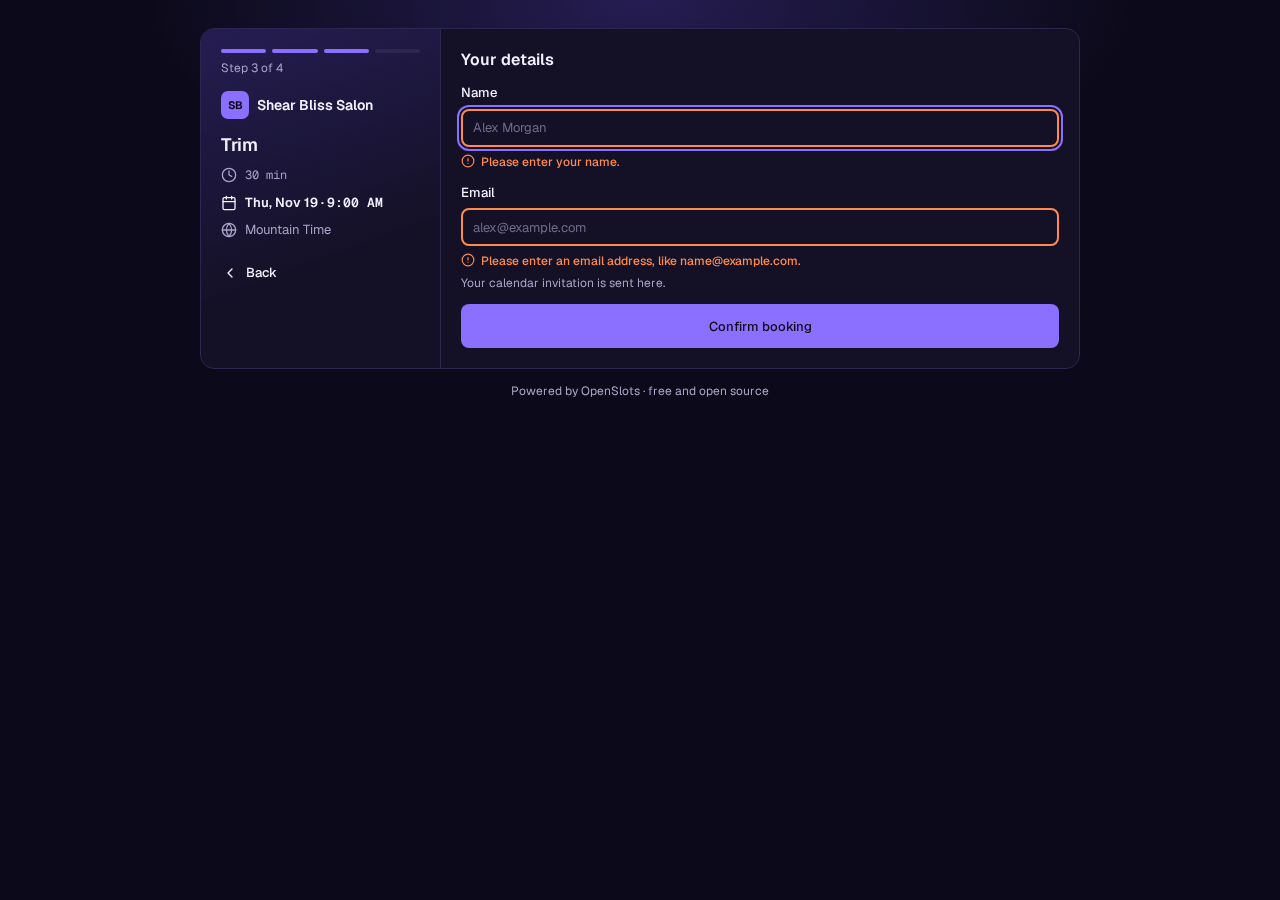 Step 3 of 4
SB
Shear Bliss Salon
Trim
30 min
Thu, Nov 19 · 9:00 AM
Mountain Time
Back
Your details
Name
Alex Morgan
Please enter your name.
Email
alex@example.com
Please enter an email address, like name@example.com.
Your calendar invitation is sent here.
Confirm booking
Powered by OpenSlots · free and open source